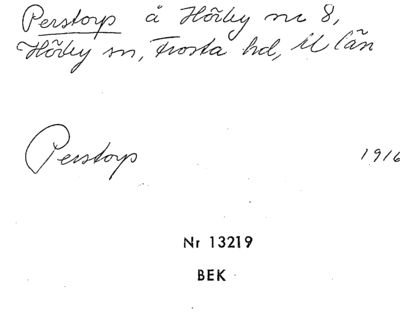 Perstorp å Hörby nr 8,
Hörby sn, Frosta hd, M län
Perstorp 1916
Nr 13219
BEK